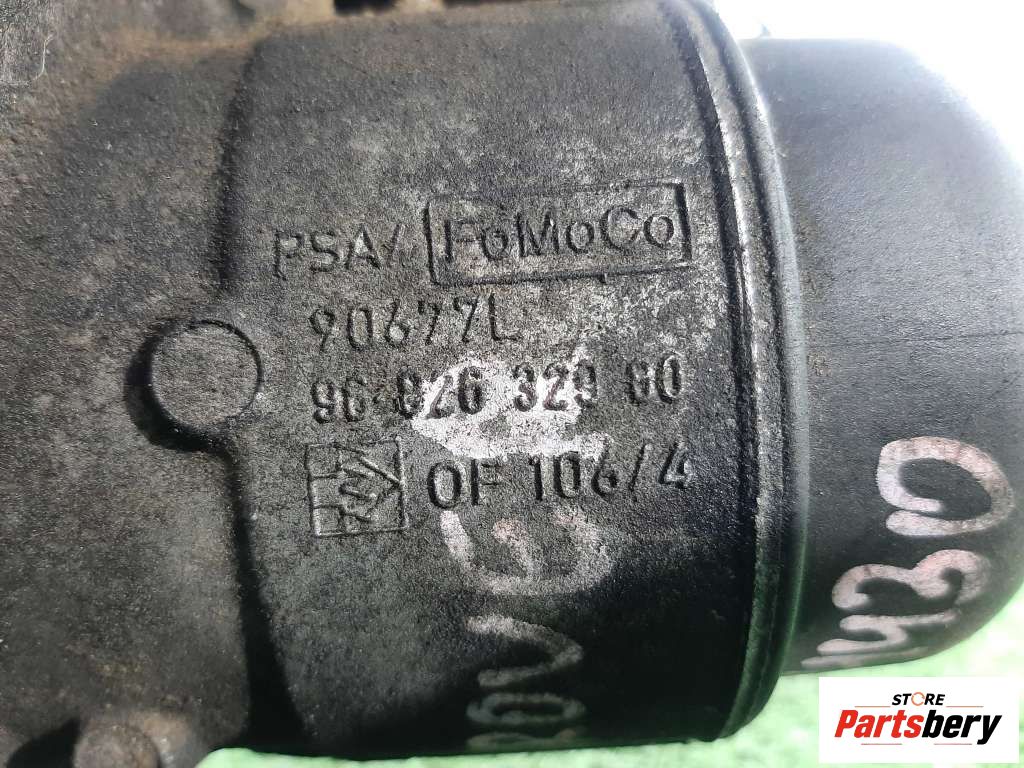 PSA/ FoMoCo
90677L
96 826 329 80
OF 106/4
STORE
Partsbery